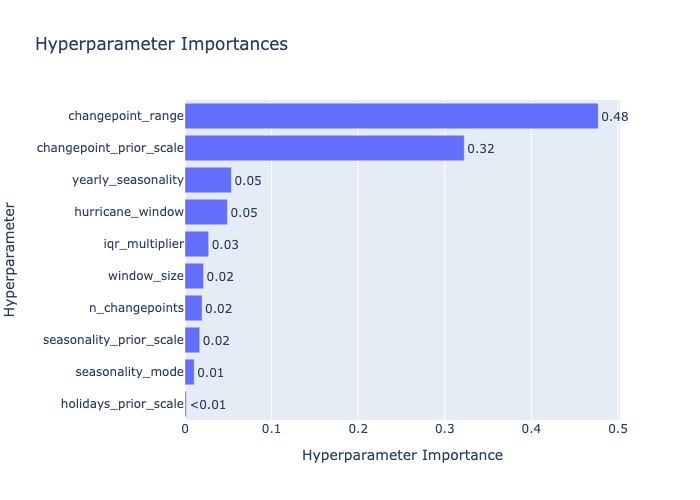 Hyperparameter Importances
Hyperparameter
changepoint_range 0.48
changepoint_prior_scale 0.32
yearly_seasonality 0.05
hurricane_window 0.05
iqr_multiplier 0.03
window_size 0.02
n_changepoints 0.02
seasonality_prior_scale 0.02
seasonality_mode 0.01
holidays_prior_scale <0.01
0 0.1 0.2 0.3 0.4 0.5
Hyperparameter Importance